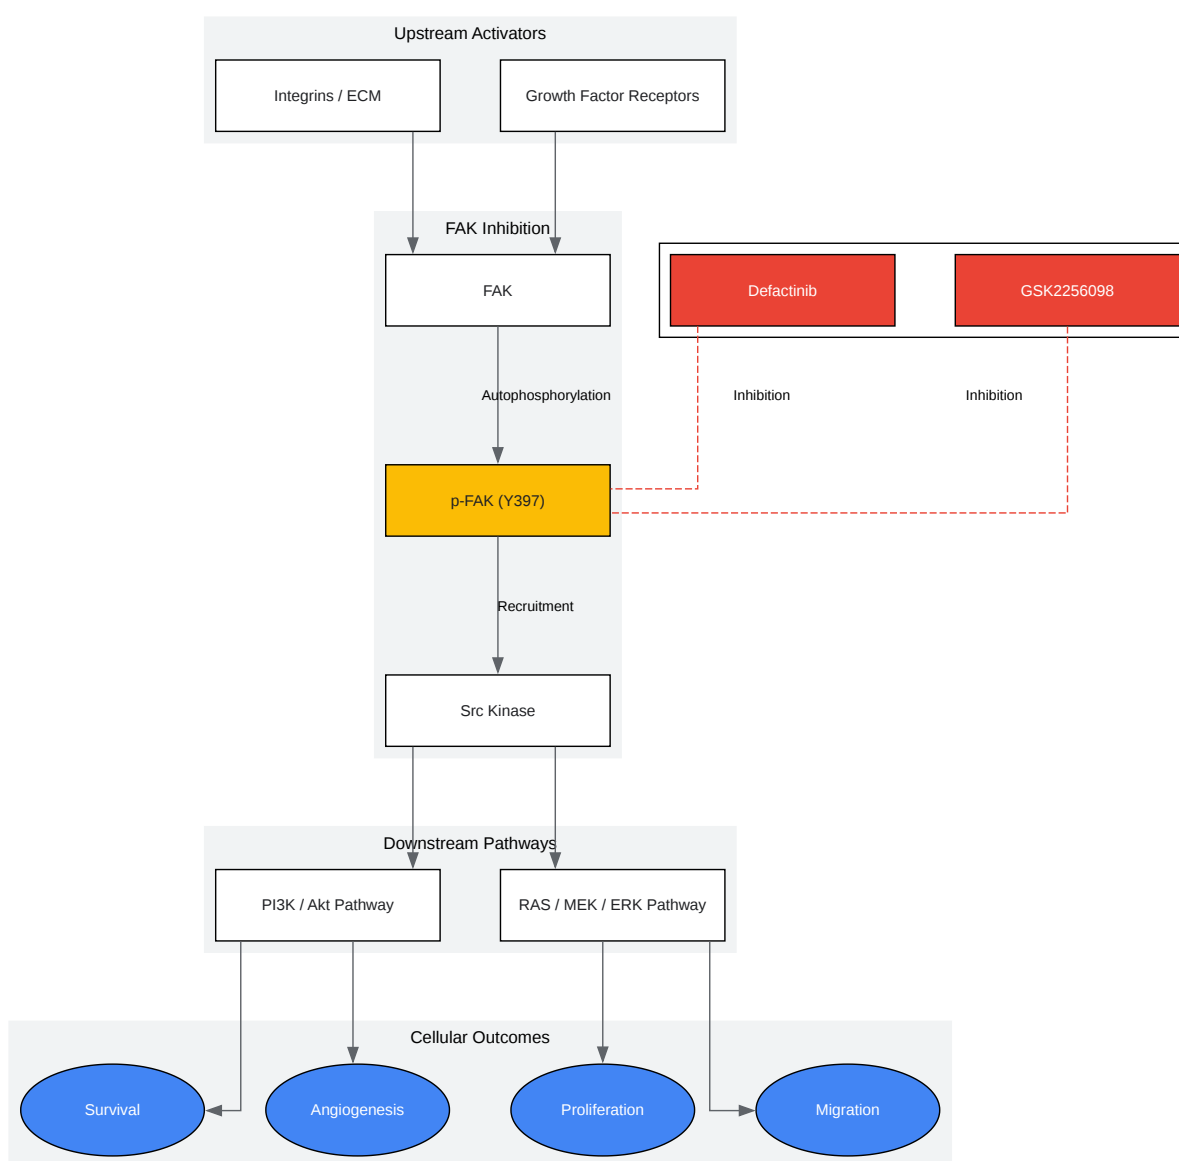 Upstream Activators
Integrins / ECM
Growth Factor Receptors
FAK Inhibition
FAK
Defactinib
GSK2256098
Autophosphorylation
Inhibition
Inhibition
p-FAK (Y397)
Recruitment
Src Kinase
Downstream Pathways
PI3K / Akt Pathway
RAS / MEK / ERK Pathway
Cellular Outcomes
Survival
Angiogenesis
Proliferation
Migration